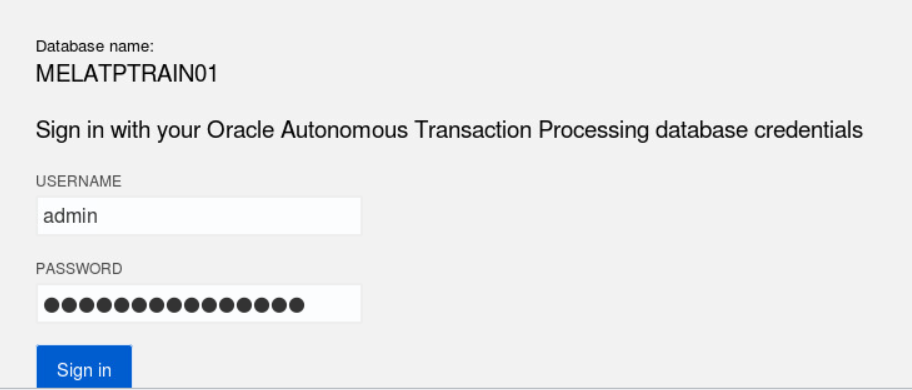 Database name:
MELATPTRAIN01
Sign in with your Oracle Autonomous Transaction Processing database credentials
USERNAME
admin
PASSWORD
●●●●●●●●●●●●●●●
Sign in